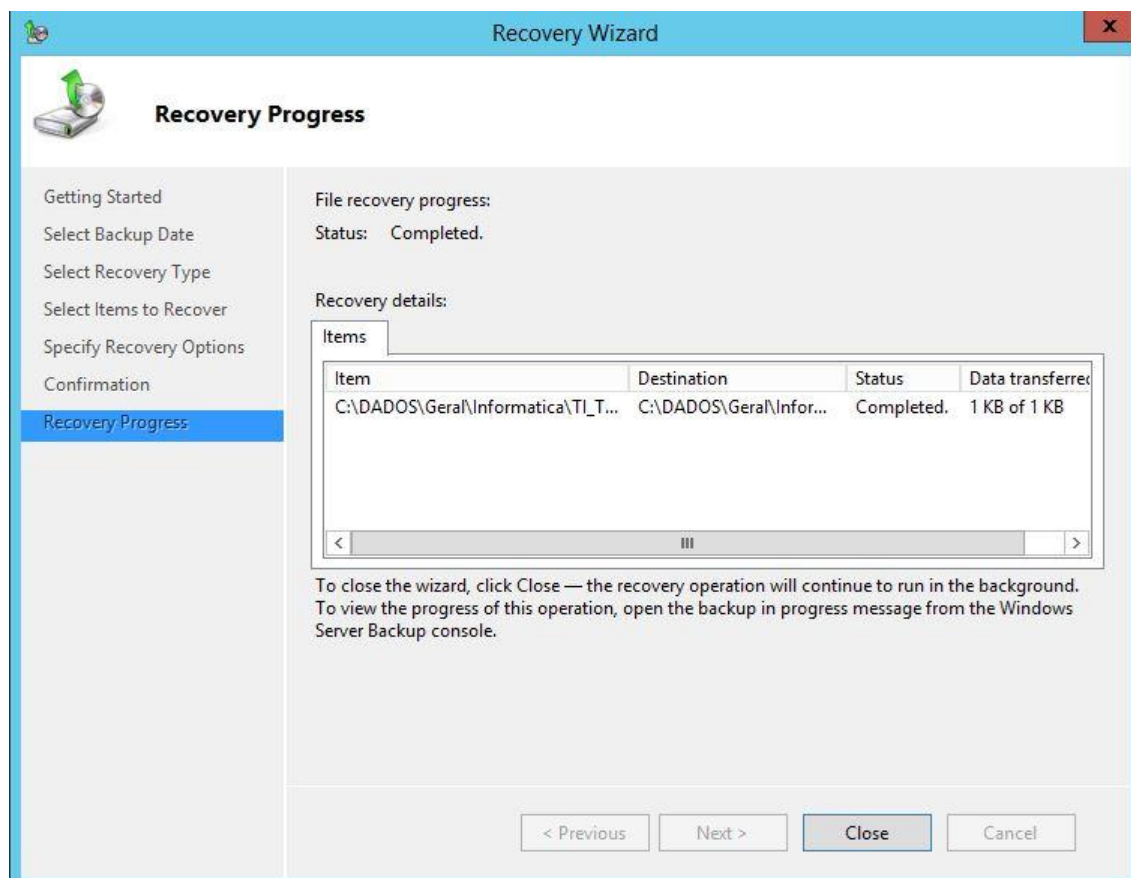 Recovery Wizard
x
Recovery Progress
Getting Started
Select Backup Date
Select Recovery Type
Select Items to Recover
Specify Recovery Options
Confirmation
Recovery Progress
File recovery progress:
Status: Completed.
Recovery details:
Items
Item Destination Status Data transferred
C:\DADOS\Geral\Informatica\TI_T... C:\DADOS\Geral\Infor... Completed. 1 KB of 1 KB
To close the wizard, click Close — the recovery operation will continue to run in the background.
To view the progress of this operation, open the backup in progress message from the Windows
Server Backup console.
< Previous Next > Close Cancel